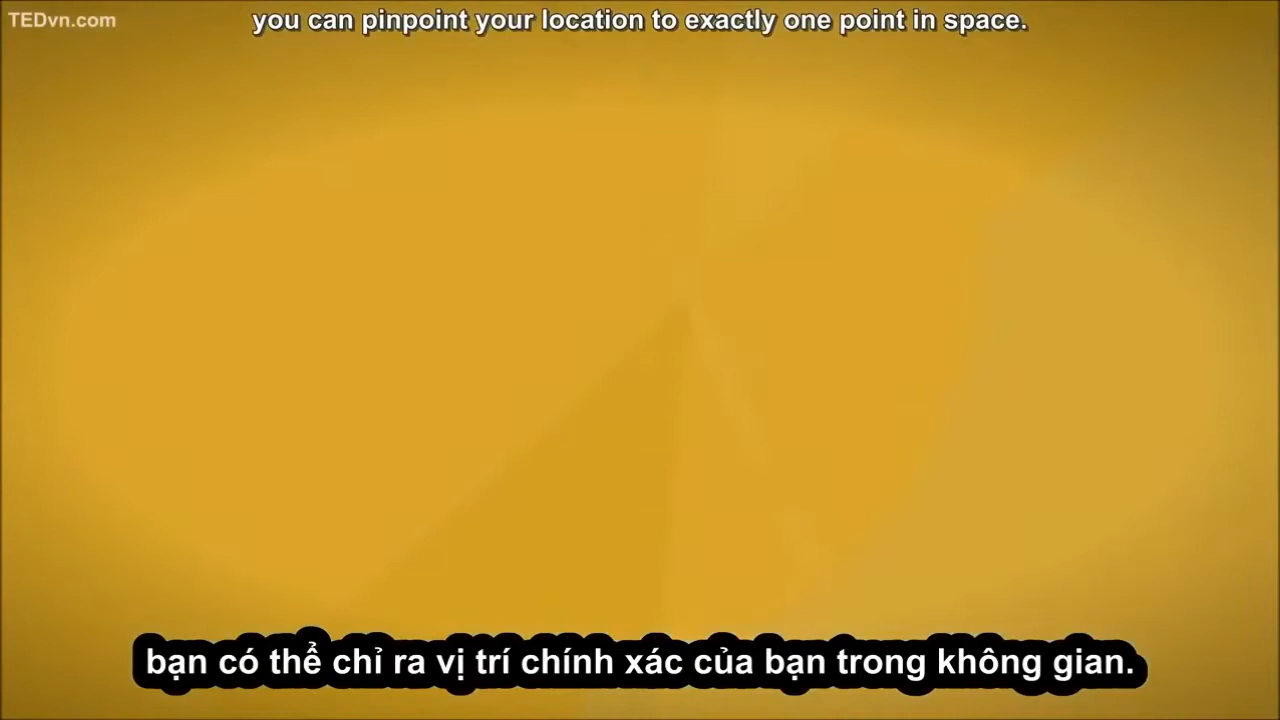 TEDvn.com
you can pinpoint your location to exactly one point in space.
bạn có thể chỉ ra vị trí chính xác của bạn trong không gian.